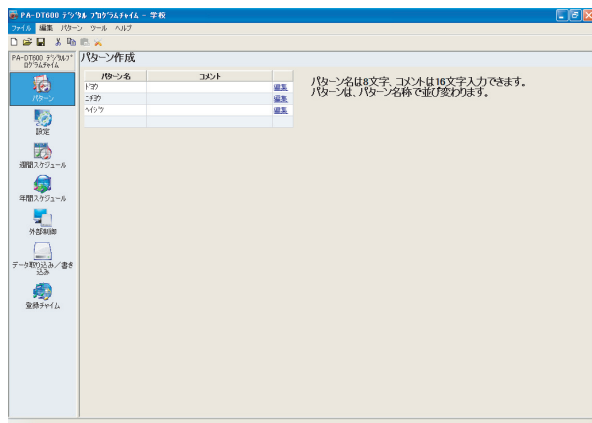 PA-DT600 ﾃﾞｼﾞﾀﾙ ﾌﾟﾛｸﾞﾗﾑﾁｬｲﾑ - 学校
ファイル 編集 パターン ツール ヘルプ
PA-DT600 ﾃﾞｼﾞﾀﾙﾌﾟ
ﾛｸﾞﾗﾑﾁｬｲﾑ
パターン
設定
週間スケジュール
年間スケジュール
外部制御
データ取り込み／書き
込み
登録チャイム
パターン作成
パターン名 コメント
ﾄﾞﾖｳ 編集
ﾆﾁﾖｳ 編集
ﾍｲｼﾞﾂ 編集
パターン名は8文字、コメントは16文字入力できます。
パターンは、パターン名称で並び変わります。